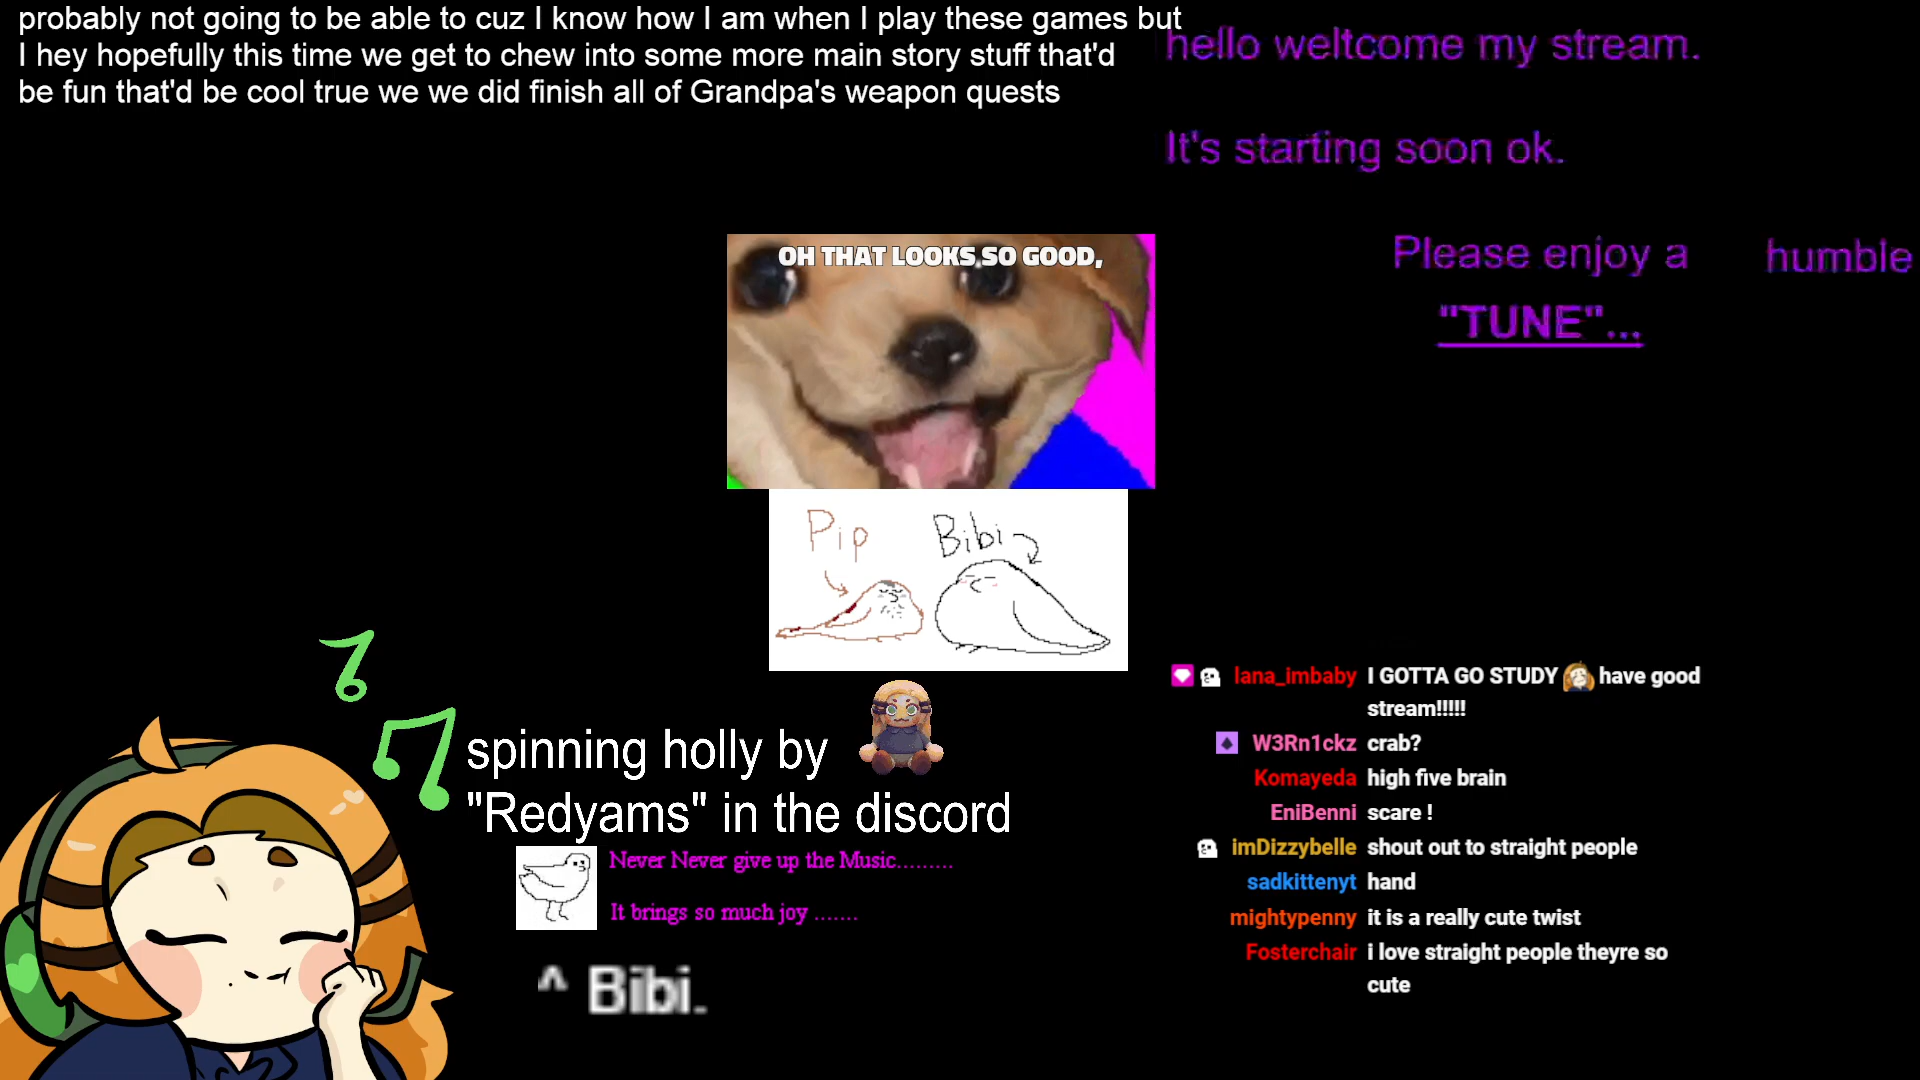 probably not going to be able to cuz I know how I am when I play these games but
I hey hopefully this time we get to chew into some more main story stuff that'd
be fun that'd be cool true we we did finish all of Grandpa's weapon quests
hello weltcome my stream.
It's starting soon ok.
Please enjoy a humble
"TUNE"...
OH THAT LOOKS SO GOOD,
Pip Bibi
spinning holly by
"Redyams" in the discord
Never Never give up the Music.........
It brings so much joy .......
^ Bibi.
lana_imbaby I GOTTA GO STUDY have good
stream!!!!!
W3Rn1ckz crab?
Komayeda high five brain
EniBenni scare !
imDizzybelle shout out to straight people
sadkittenyt hand
mightypenny it is a really cute twist
Fosterchair i love straight people theyre so
cute